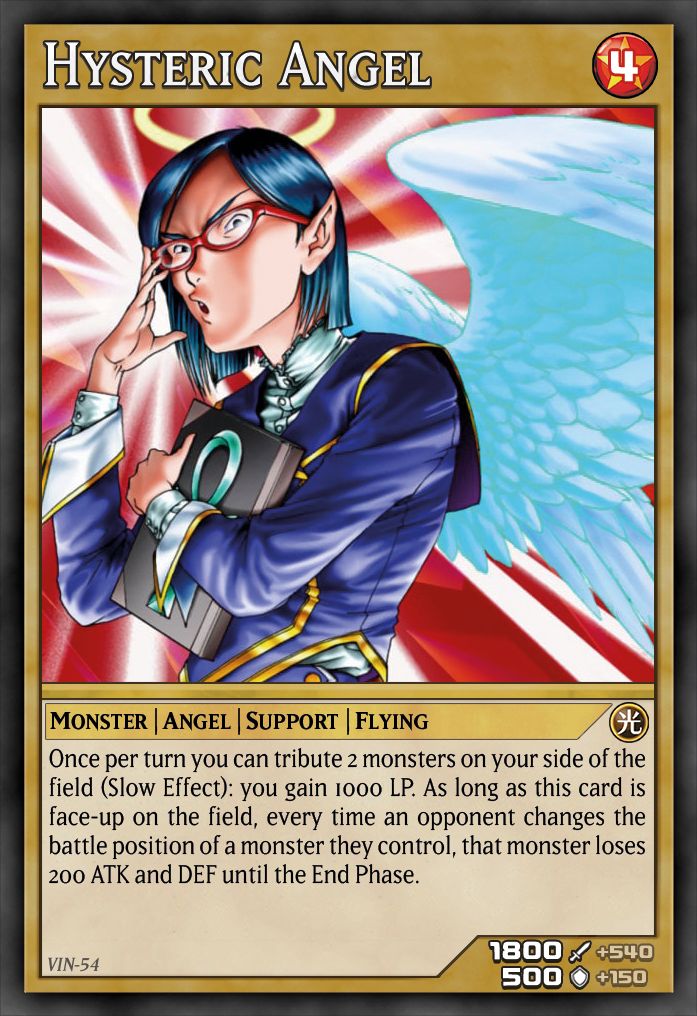 Hysteric Angel
4
Monster | Angel | Support | Flying
光
Once per turn you can tribute 2 monsters on your side of the
field (Slow Effect): you gain 1000 LP. As long as this card is
face-up on the field, every time an opponent changes the
battle position of a monster they control, that monster loses
200 ATK and DEF until the End Phase.
1800 +540
500 +150
VIN-54